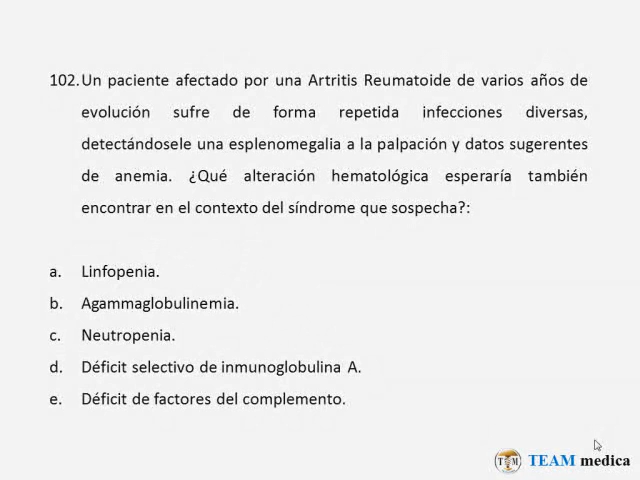 102. Un paciente afectado por una Artritis Reumatoide de varios años de
evolución sufre de forma repetida infecciones diversas,
detectándosele una esplenomegalia a la palpación y datos sugerentes
de anemia. ¿Qué alteración hematológica esperaría también
encontrar en el contexto del síndrome que sospecha?:
a. Linfopenia.
b. Agammaglobulinemia.
c. Neutropenia.
d. Déficit selectivo de inmunoglobulina A.
e. Déficit de factores del complemento.
TEAM medica